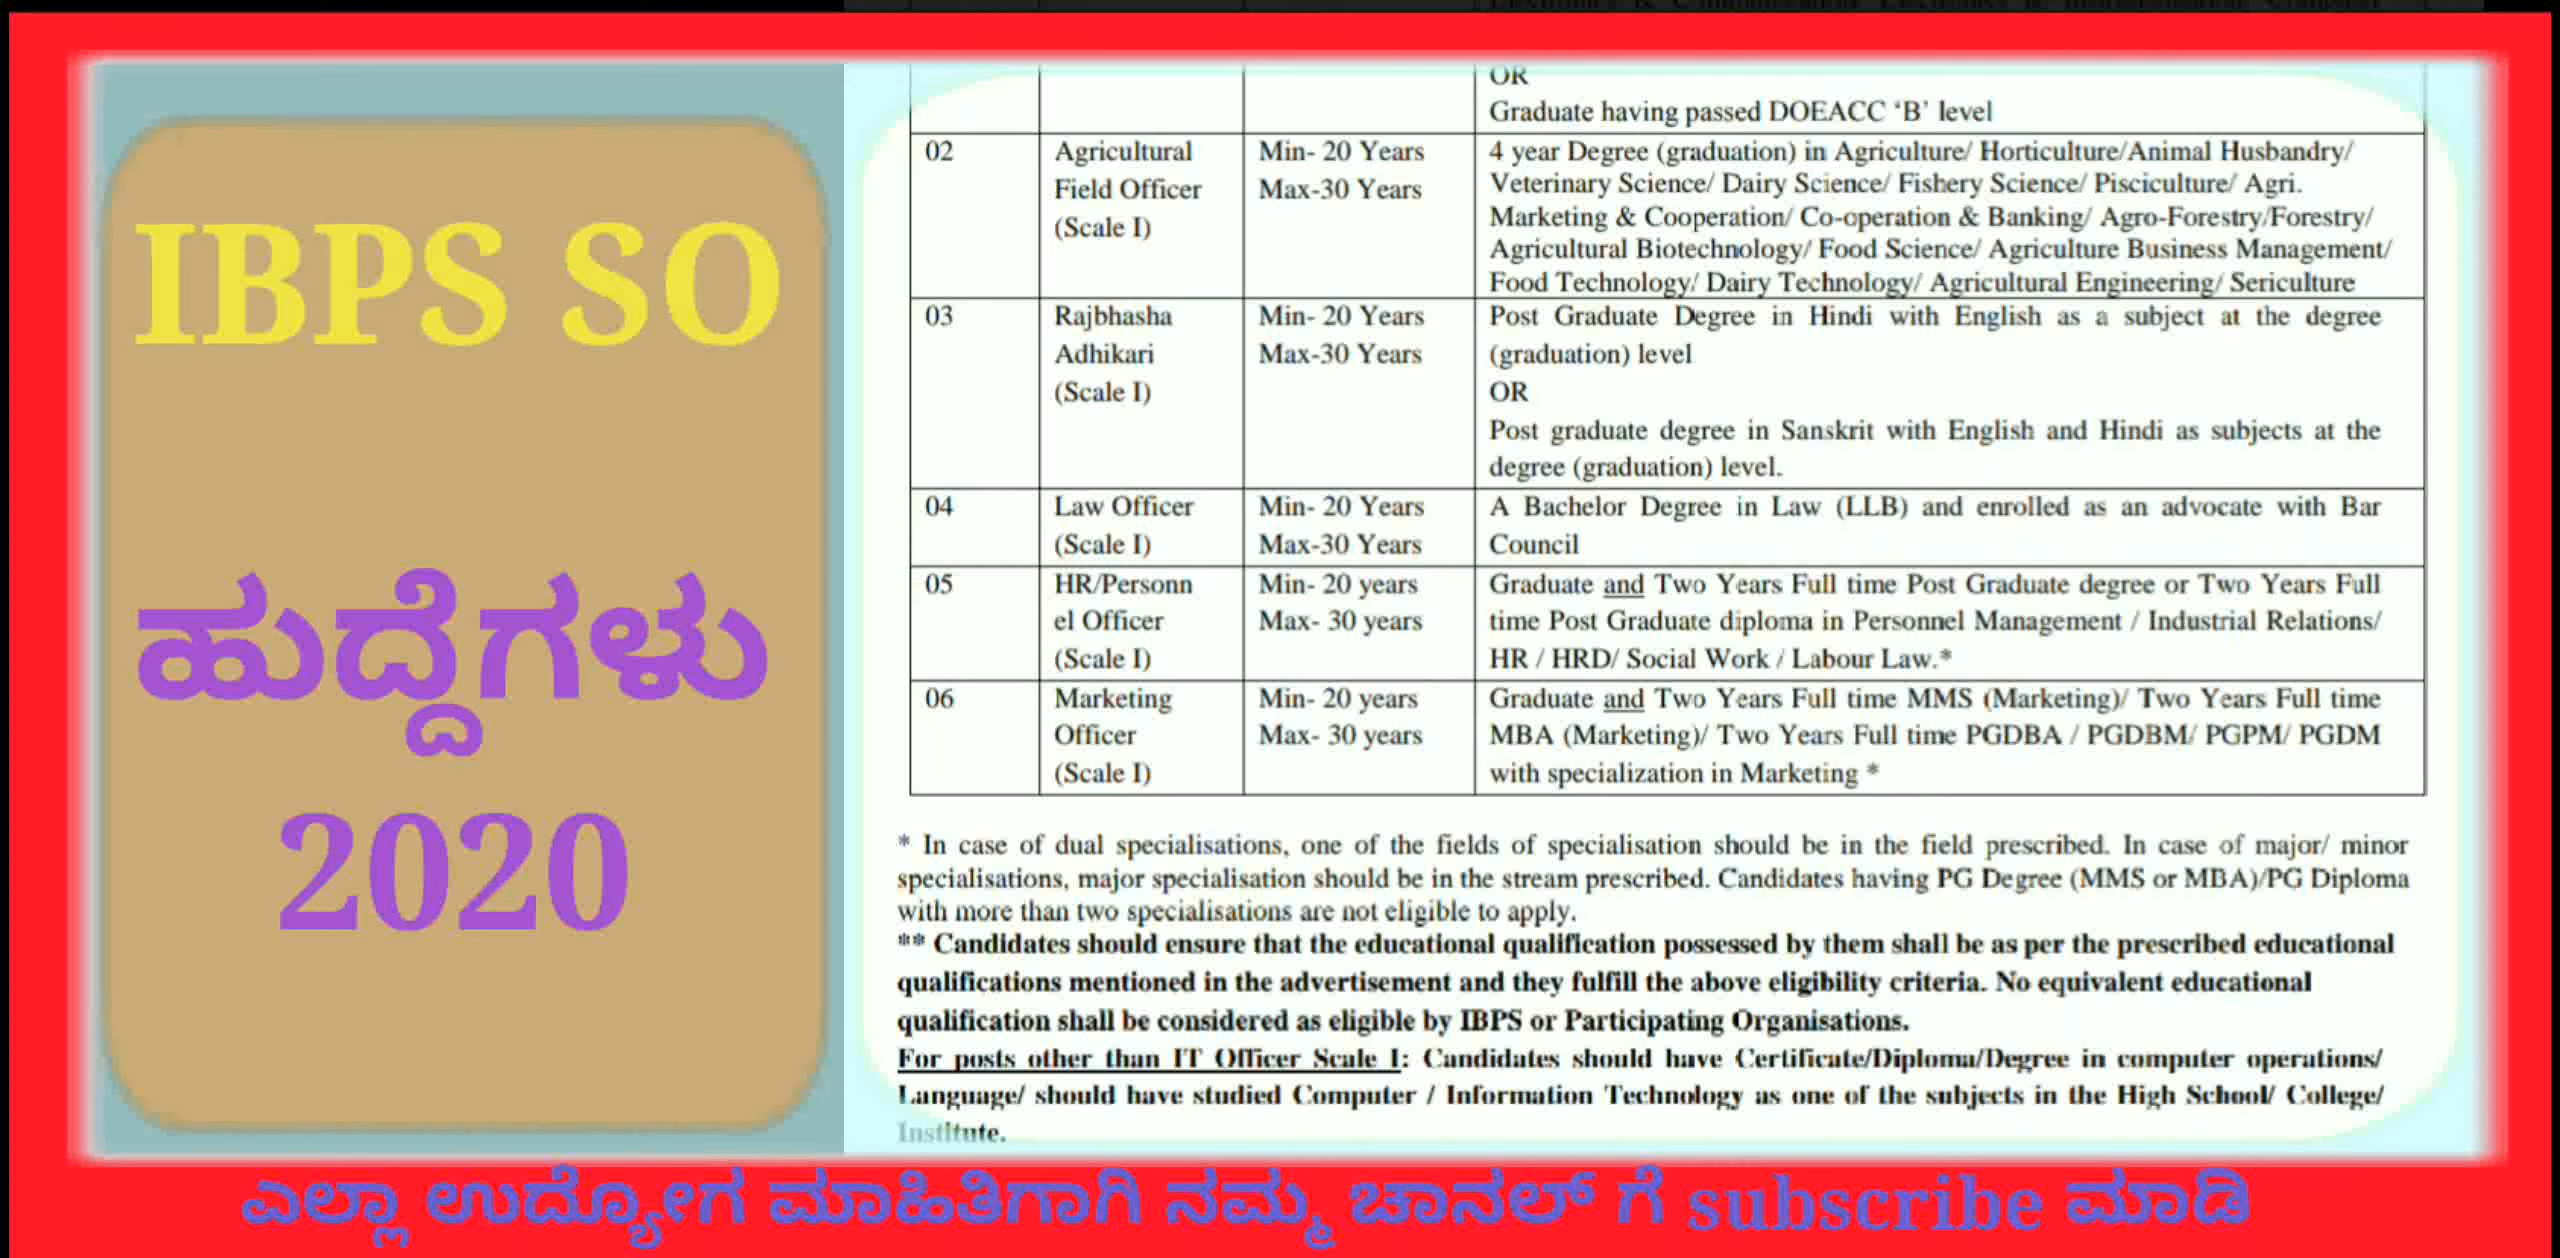 IBPS SO
ಹುದ್ದೆಗಳು
2020
OR
Graduate having passed DOEACC ‘B’ level
02 Agricultural Field Officer (Scale I) Min- 20 Years Max-30 Years
4 year Degree (graduation) in Agriculture/ Horticulture/Animal Husbandry/
Veterinary Science/ Dairy Science/ Fishery Science/ Pisciculture/ Agri.
Marketing & Cooperation/ Co-operation & Banking/ Agro-Forestry/Forestry/
Agricultural Biotechnology/ Food Science/ Agriculture Business Management/
Food Technology/ Dairy Technology/ Agricultural Engineering/ Sericulture
03 Rajbhasha Adhikari (Scale I) Min- 20 Years Max-30 Years
Post Graduate Degree in Hindi with English as a subject at the degree
(graduation) level
OR
Post graduate degree in Sanskrit with English and Hindi as subjects at the
degree (graduation) level.
04 Law Officer (Scale I) Min- 20 Years Max-30 Years
A Bachelor Degree in Law (LLB) and enrolled as an advocate with Bar
Council
05 HR/Personn el Officer (Scale I) Min- 20 years Max- 30 years
Graduate and Two Years Full time Post Graduate degree or Two Years Full
time Post Graduate diploma in Personnel Management / Industrial Relations/
HR / HRD/ Social Work / Labour Law.*
06 Marketing Officer (Scale I) Min- 20 years Max- 30 years
Graduate and Two Years Full time MMS (Marketing)/ Two Years Full time
MBA (Marketing)/ Two Years Full time PGDBA / PGDBM/ PGPM/ PGDM
with specialization in Marketing *
* In case of dual specialisations, one of the fields of specialisation should be in the field prescribed. In case of major/ minor
specialisations, major specialisation should be in the stream prescribed. Candidates having PG Degree (MMS or MBA)/PG Diploma
with more than two specialisations are not eligible to apply.
** Candidates should ensure that the educational qualification possessed by them shall be as per the prescribed educational
qualifications mentioned in the advertisement and they fulfill the above eligibility criteria. No equivalent educational
qualification shall be considered as eligible by IBPS or Participating Organisations.
For posts other than IT Officer Scale I: Candidates should have Certificate/Diploma/Degree in computer operations/
Language/ should have studied Computer / Information Technology as one of the subjects in the High School/ College/
Institute.
ಎಲ್ಲಾ ಉದ್ಯೋಗ ಮಾಹಿತಿಗಾಗಿ ನಮ್ಮ ಚಾನಲ್ ಗೆ subscribe ಮಾಡಿ